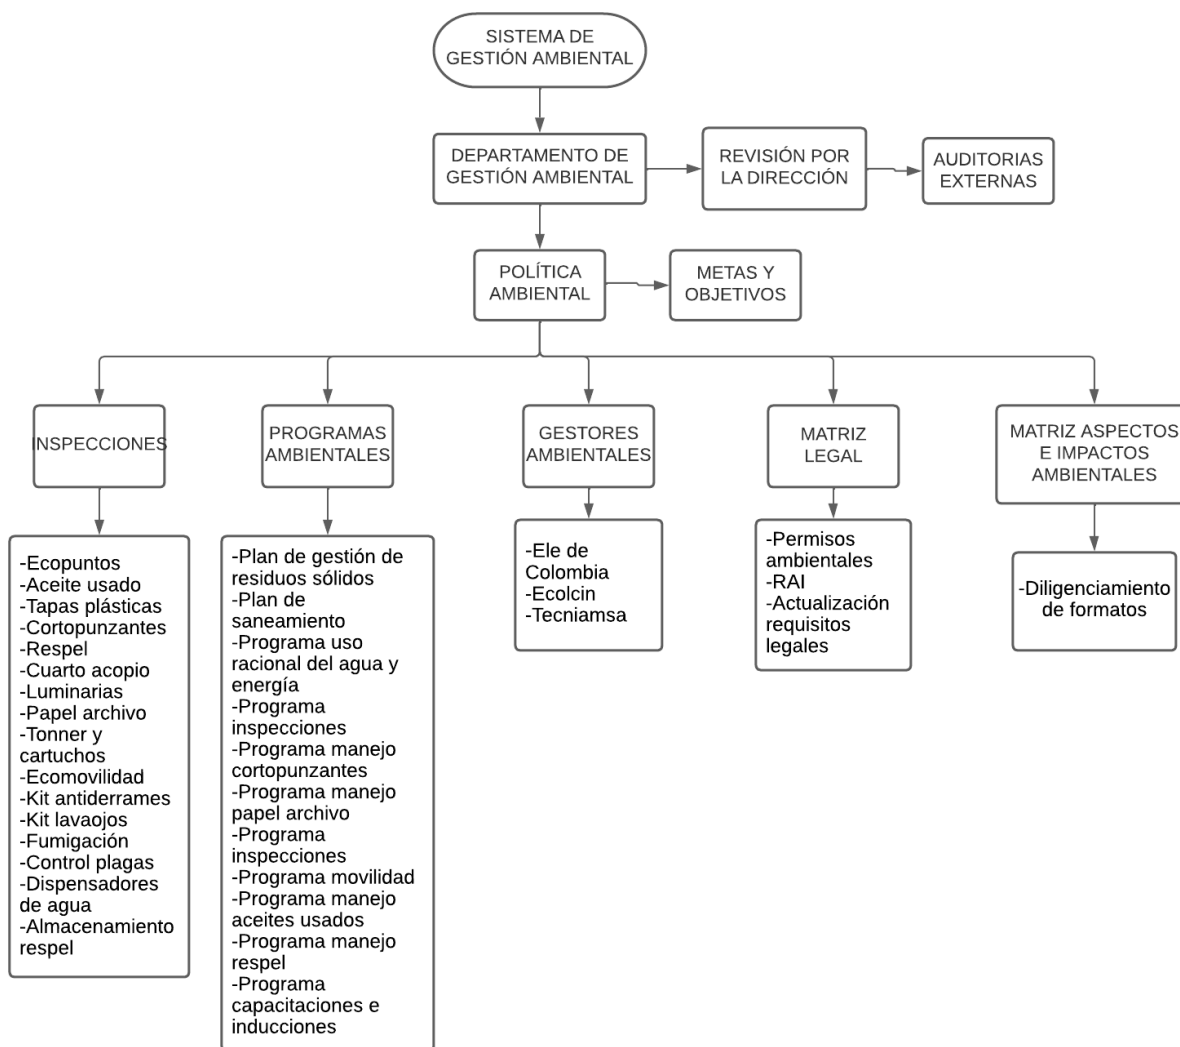 SISTEMA DE
GESTIÓN AMBIENTAL
DEPARTAMENTO DE
GESTIÓN AMBIENTAL
REVISIÓN POR
LA DIRECCIÓN
AUDITORIAS
EXTERNAS
POLÍTICA
AMBIENTAL
METAS Y
OBJETIVOS
INSPECCIONES
PROGRAMAS
AMBIENTALES
GESTORES
AMBIENTALES
MATRIZ
LEGAL
MATRIZ ASPECTOS
E IMPACTOS
AMBIENTALES
-Ecopuntos
-Aceite usado
-Tapas plásticas
-Cortopunzantes
-Respel
-Cuarto acopio
-Luminarias
-Papel archivo
-Tonner y
cartuchos
-Ecomovilidad
-Kit antiderrames
-Kit lavaojos
-Fumigación
-Control plagas
-Dispensadores
de agua
-Almacenamiento
respel
-Plan de gestión de
residuos sólidos
-Plan de
saneamiento
-Programa uso
racional del agua y
energía
-Programa
inspecciones
-Programa manejo
cortopunzantes
-Programa manejo
papel archivo
-Programa
inspecciones
-Programa movilidad
-Programa manejo
aceites usados
-Programa manejo
respel
-Programa
capacitaciones e
inducciones
-Ele de
Colombia
-Ecolcin
-Tecniamsa
-Permisos
ambientales
-RAI
-Actualización
requisitos
legales
-Diligenciamiento
de formatos